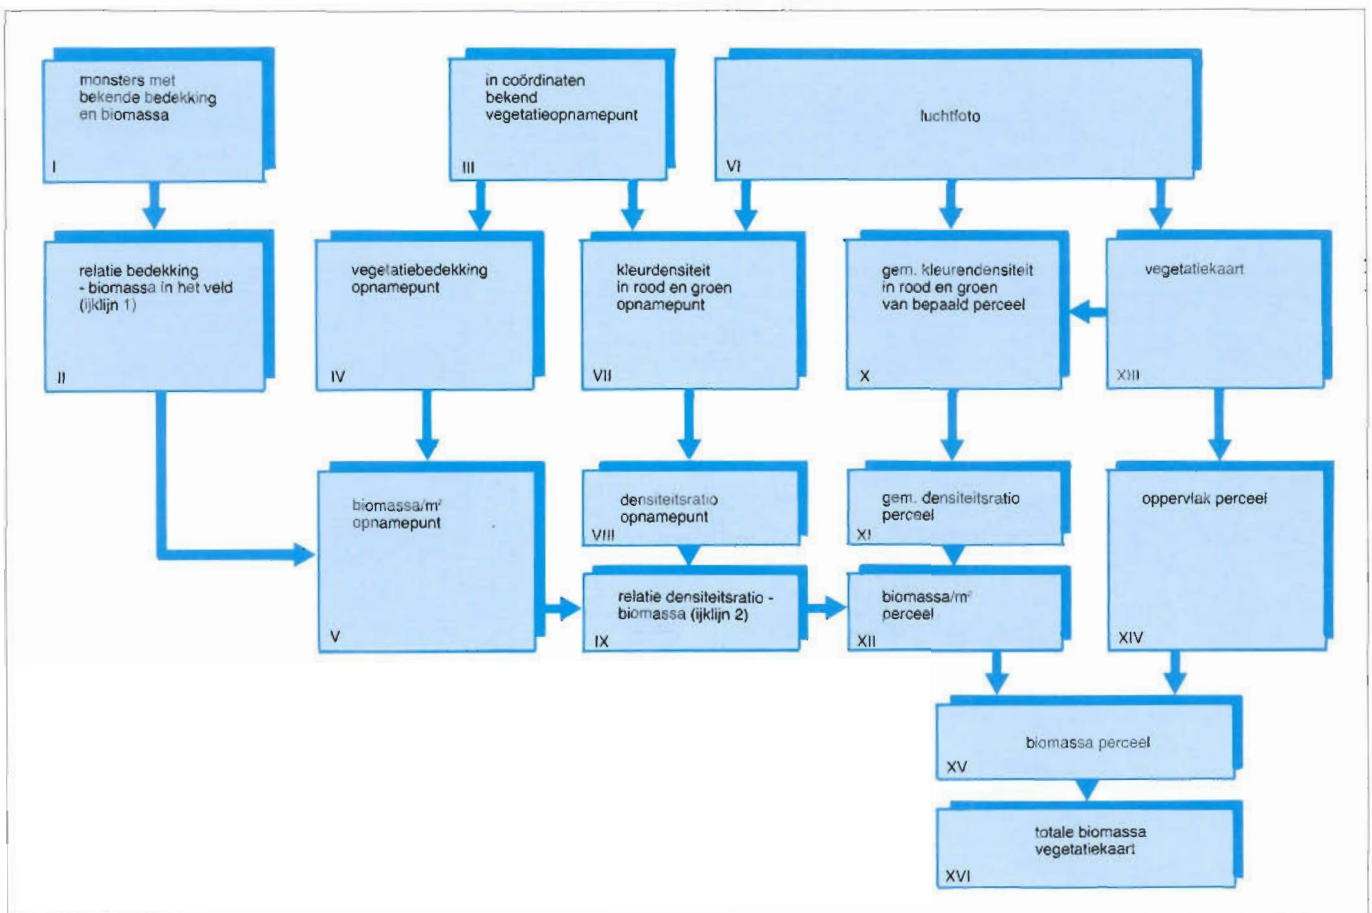 monsters met
bekende bedekking
en biomassa
I
in coördinaten
bekend
vegetatieopnamepunt
III
luchtfoto
VI
relatie bedekking
- biomassa in het veld
(ijklijn 1)
II
vegetatiebedekking
opnamepunt
IV
kleurdensiteit
in rood en groen
opnamepunt
VII
gem. kleurendensiteit
in rood en groen
van bepaald perceel
X
vegetatiekaart
XIII
biomassa/m²
opnamepunt
V
densiteitsratio
opnamepunt
VIII
gem. densiteitsratio
perceel
XI
oppervlak perceel
XIV
relatie densiteitsratio -
biomassa (ijklijn 2)
IX
biomassa/m²
perceel
XII
biomassa perceel
XV
totale biomassa
vegetatiekaart
XVI